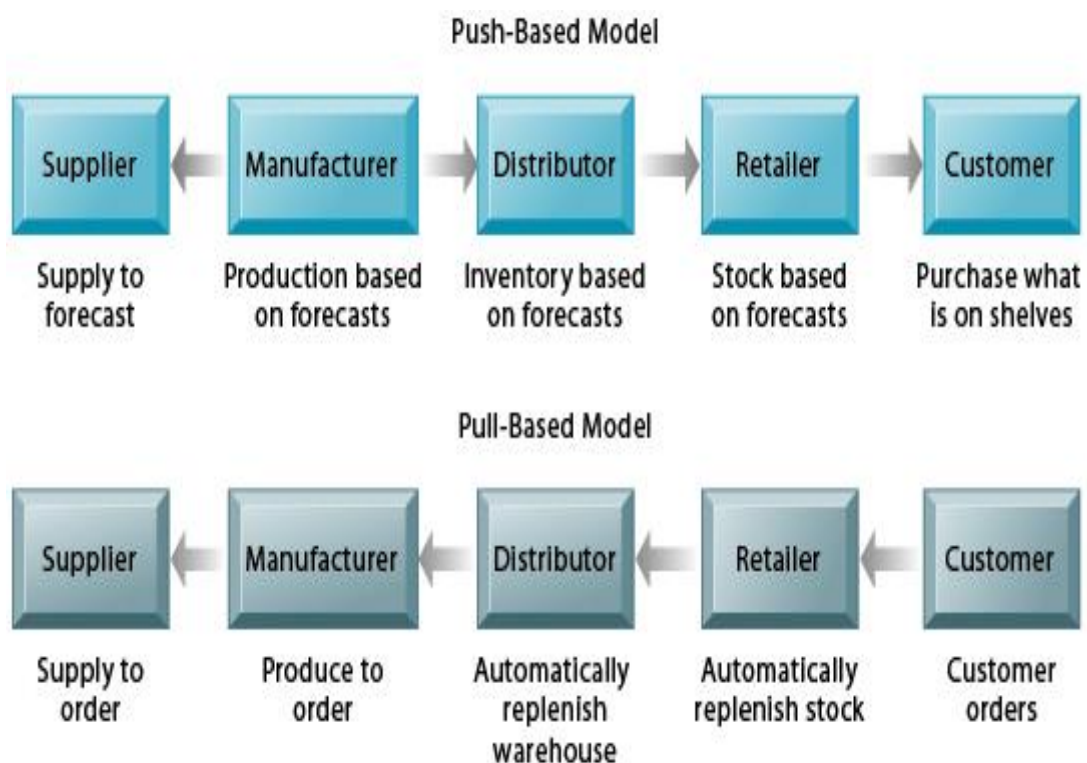 Push-Based Model
Supplier
Manufacturer
Distributor
Retailer
Customer
Supply to
forecast
Production based
on forecasts
Inventory based
on forecasts
Stock based
on forecasts
Purchase what
is on shelves
Pull-Based Model
Supplier
Manufacturer
Distributor
Retailer
Customer
Supply to
order
Produce to
order
Automatically
replenish
warehouse
Automatically
replenish stock
Customer
orders